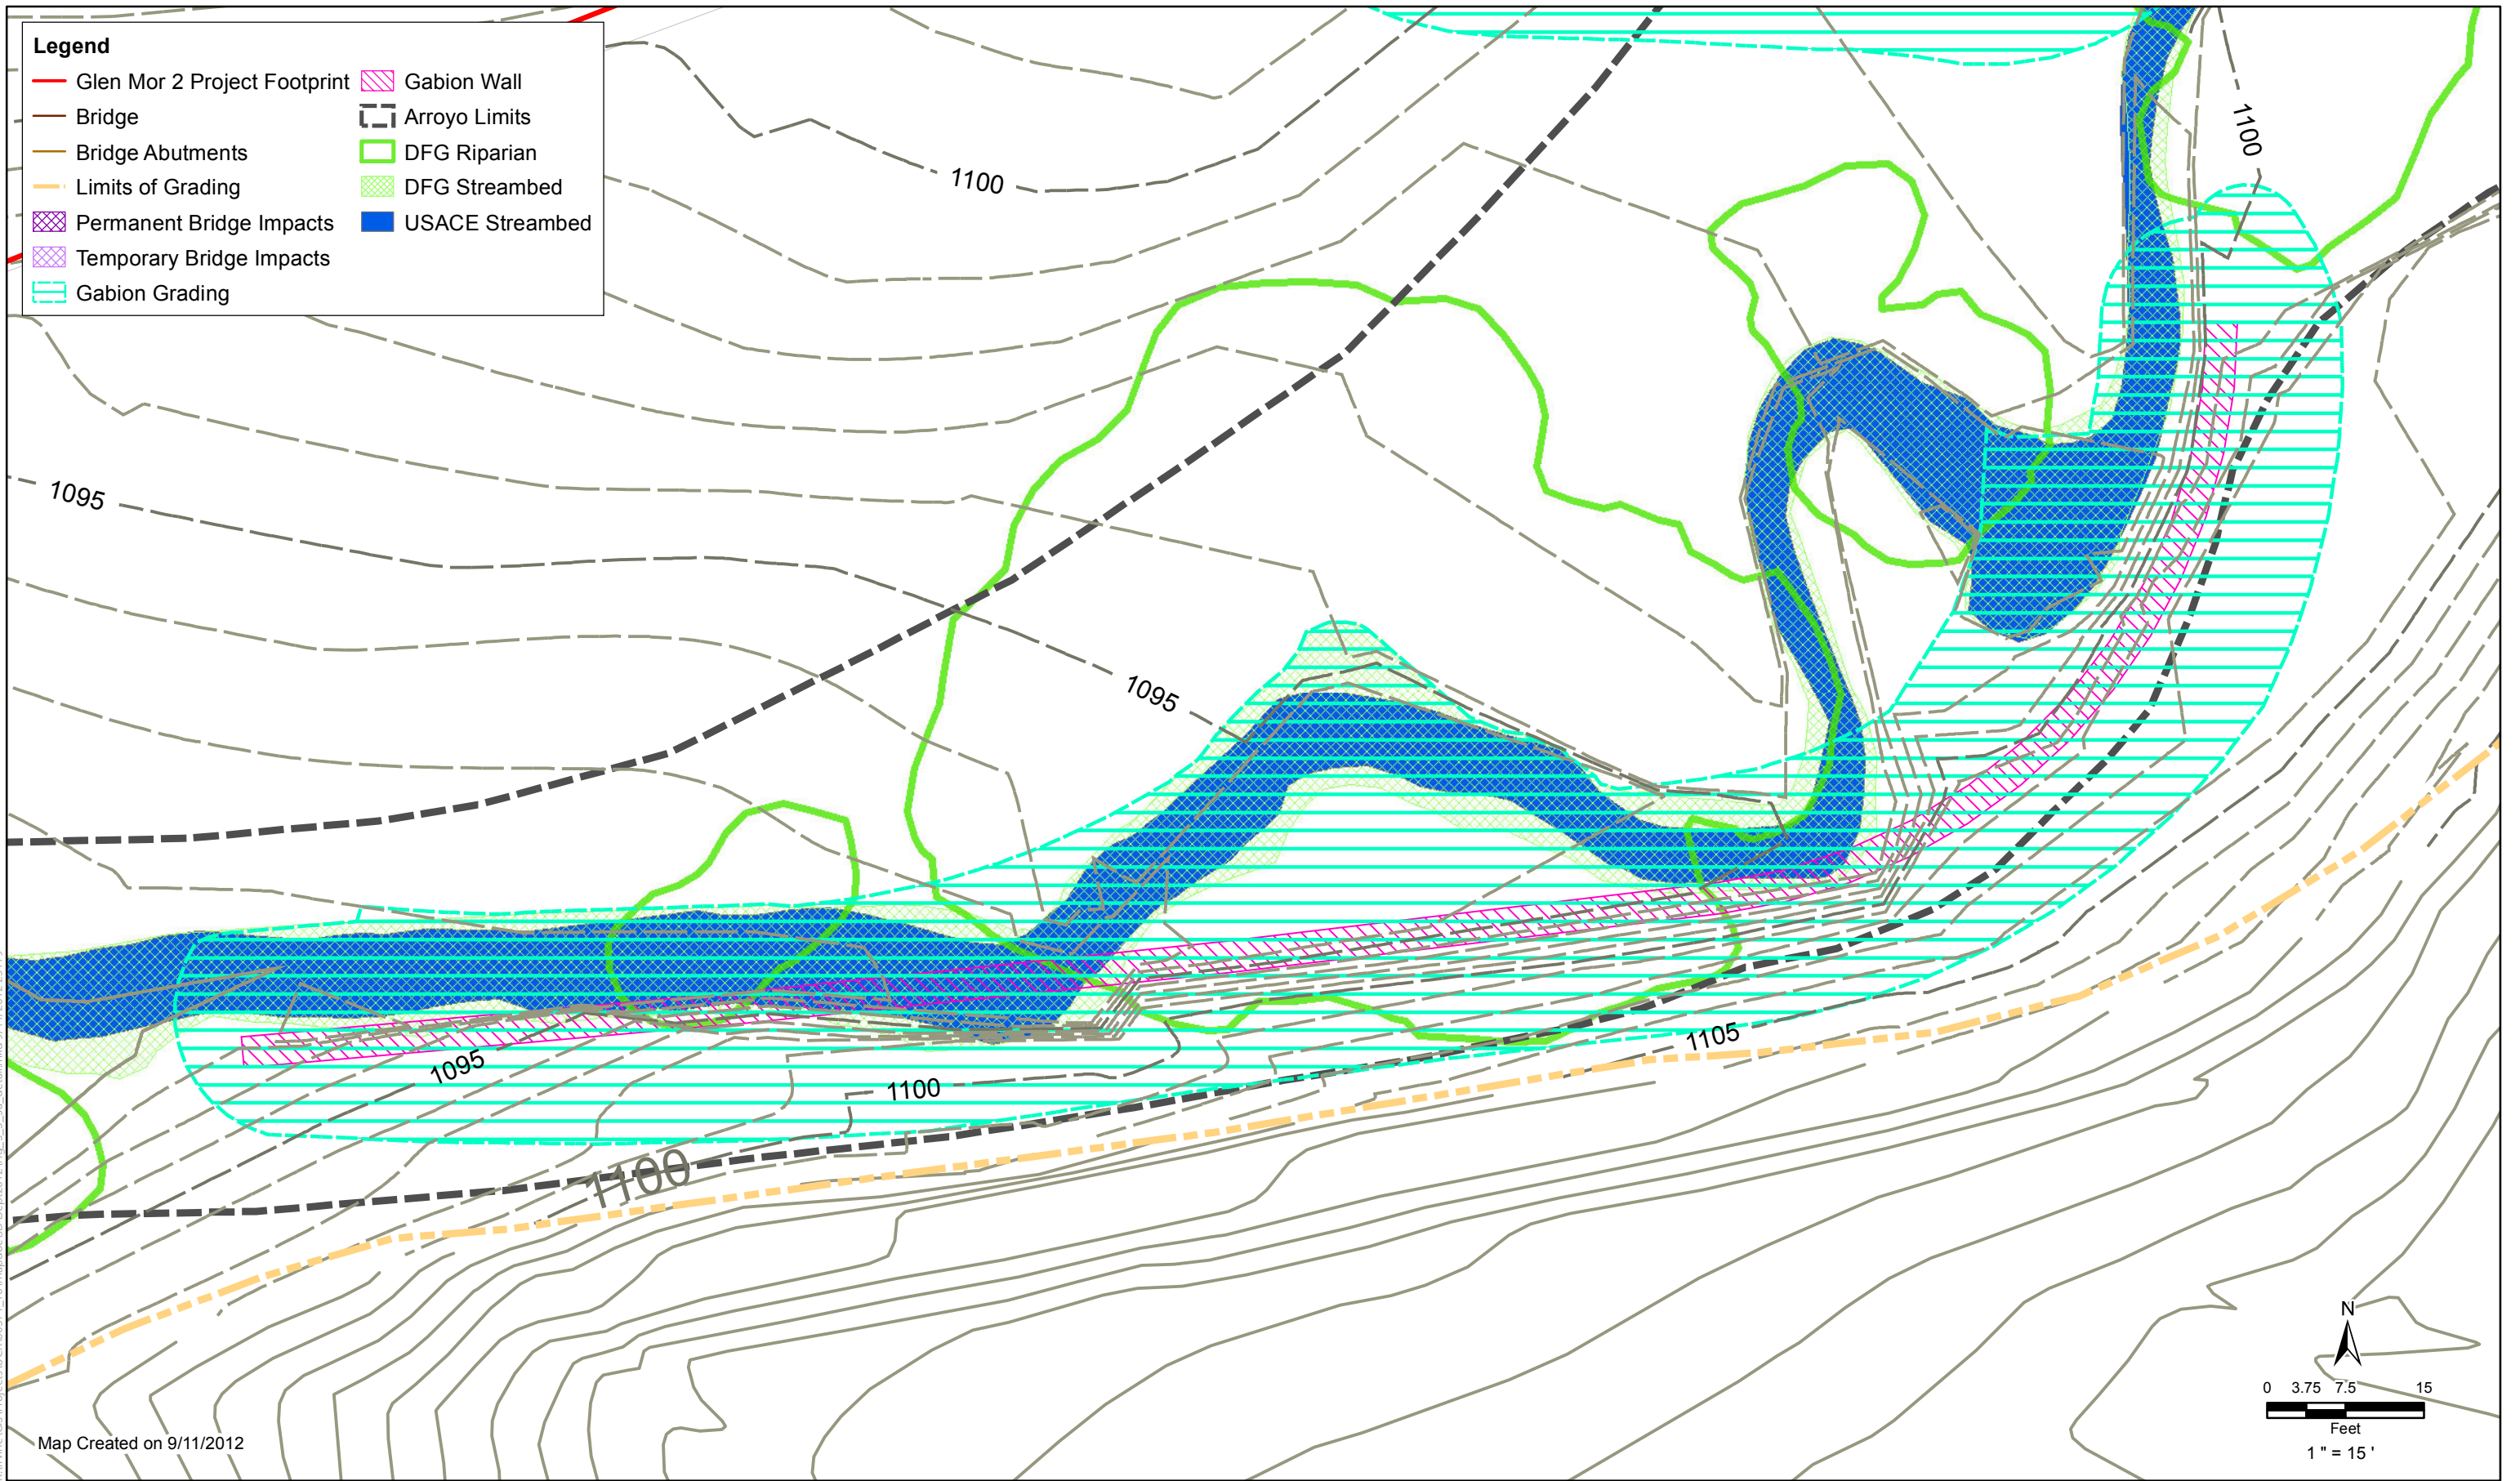 Legend
Glen Mor 2 Project Footprint
Bridge
Bridge Abutments
Limits of Grading
Permanent Bridge Impacts
Temporary Bridge Impacts
Gabion Grading
Gabion Wall
Arroyo Limits
DFG Riparian
DFG Streambed
USACE Streambed
1100
1100
1095
1095
1105
1095
1100
1100
N
0 3.75 7.5 15
Feet
1 " = 15 '
Map Created on 9/11/2012